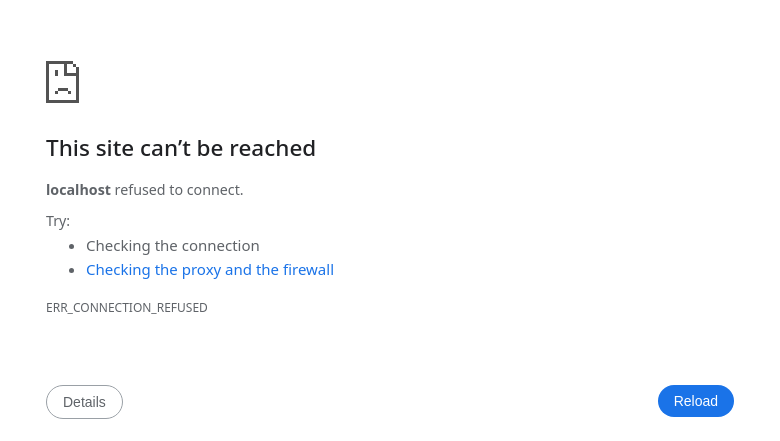 This site can’t be reached
localhost refused to connect.
Try:
Checking the connection
Checking the proxy and the firewall
ERR_CONNECTION_REFUSED
Details
Reload